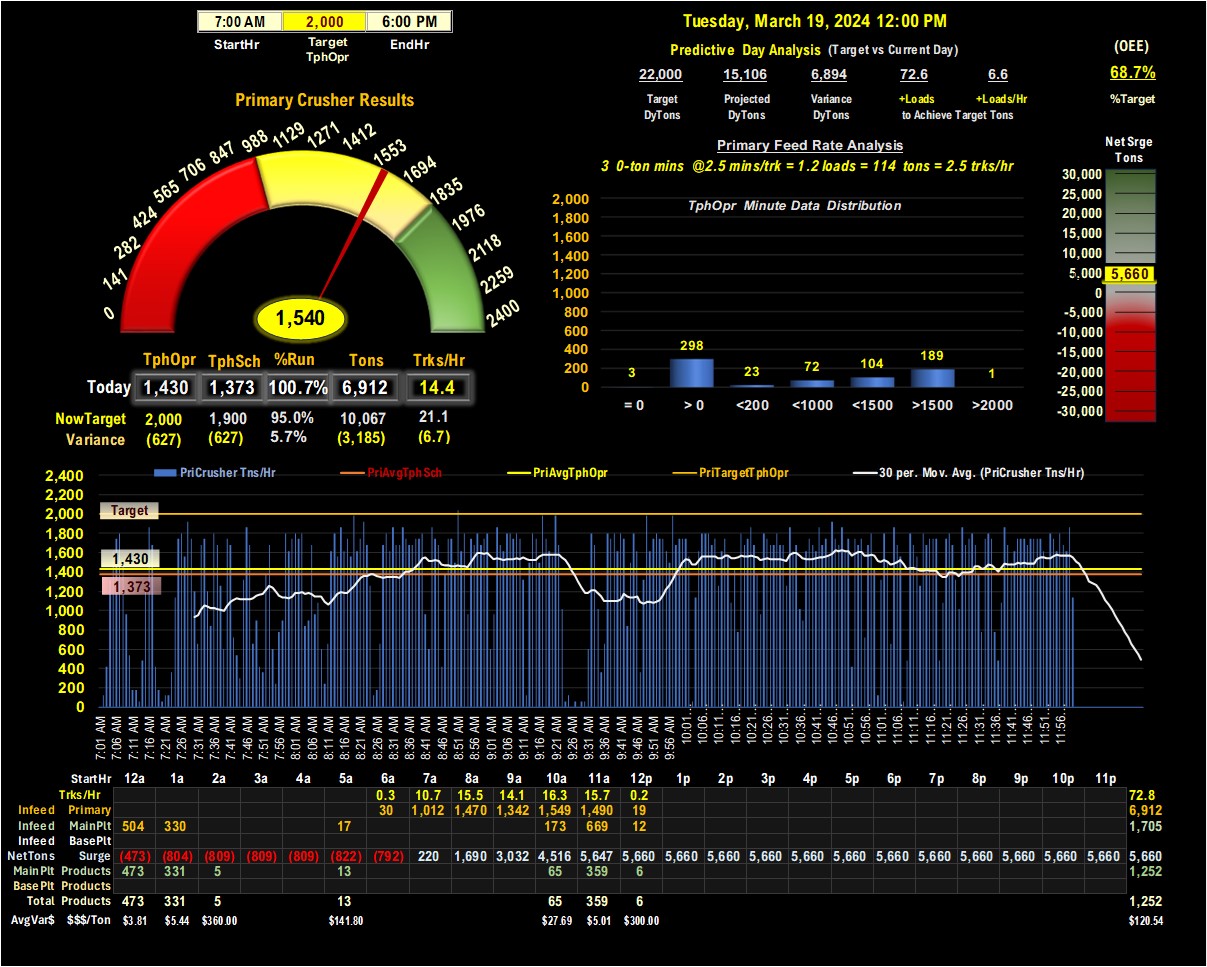 7:00 AM 2,000 6:00 PM
StartHr Target TphOpr EndHr
Tuesday, March 19, 2024 12:00 PM
Predictive Day Analysis (Target vs Current Day)
22,000 15,106 6,894 72.6 6.6
Target Projected Variance +Loads +Loads/Hr
DyTons DyTons DyTons to Achieve Target Tons
(OEE)
68.7%
%Target
Primary Crusher Results
0 141 282 424 565 706 847 988 1129 1271 1412 1553 1694 1835 1976 2118 2259 2400
1,540
TphOpr TphSch %Run Tons Trks/Hr
Today 1,430 1,373 100.7% 6,912 14.4
NowTarget 2,000 1,900 95.0% 10,067 21.1
Variance (627) (627) 5.7% (3,185) (6.7)
Primary Feed Rate Analysis
3 0-ton mins @2.5 mins/trk = 1.2 loads = 114 tons = 2.5 trks/hr
TphOpr Minute Data Distribution
2,000
1,800
1,600
1,400
1,200
1,000
800
600
400
200
0
3 298 23 72 104 189 1
= 0 > 0 <200 <1000 <1500 >1500 >2000
Net Srge
Tons
30,000
25,000
20,000
15,000
10,000
5,000 5,660
0
-5,000
-10,000
-15,000
-20,000
-25,000
-30,000
PriCrusher Tns/Hr PriAvgTphSch PriAvgTphOpr PriTargetTphOpr 30 per. Mov. Avg. (PriCrusher Tns/Hr)
2,400
2,200
2,000
1,800
1,600
1,400
1,200
1,000
800
600
400
200
0
Target
1,430
1,373
7:01 AM 7:06 AM 7:11 AM 7:16 AM 7:21 AM 7:26 AM 7:31 AM 7:36 AM 7:41 AM 7:46 AM 7:51 AM 7:56 AM 8:01 AM 8:06 AM 8:11 AM 8:16 AM 8:21 AM 8:26 AM 8:31 AM 8:36 AM 8:41 AM 8:46 AM 8:51 AM 8:56 AM 9:01 AM 9:06 AM 9:11 AM 9:16 AM 9:21 AM 9:26 AM 9:31 AM 9:36 AM 9:41 AM 9:46 AM 9:51 AM 9:56 AM 10:01… 10:06… 10:11… 10:16… 10:21… 10:26… 10:31… 10:36… 10:41… 10:46… 10:51… 10:56… 11:01… 11:06… 11:11… 11:16… 11:21… 11:26… 11:31… 11:36… 11:41… 11:46… 11:51… 11:56…
StartHr 12a 1a 2a 3a 4a 5a 6a 7a 8a 9a 10a 11a 12p 1p 2p 3p 4p 5p 6p 7p 8p 9p 10p 11p
Trks/Hr 0.3 10.7 15.5 14.1 16.3 15.7 0.2 72.8
Infeed Primary 30 1,012 1,470 1,342 1,549 1,490 19 6,912
Infeed MainPlt 504 330 17 173 669 12 1,705
Infeed BasePlt
NetTons Surge (473) (804) (809) (809) (809) (822) (792) 220 1,690 3,032 4,516 5,647 5,660 5,660 5,660 5,660 5,660 5,660 5,660 5,660 5,660 5,660 5,660 5,660 5,660
MainPlt Products 473 331 5 13 65 359 6 1,252
BasePlt Products
Total Products 473 331 5 13 65 359 6 1,252
AvgVar$ $$$/Ton $3.81 $5.44 $360.00 $141.80 $27.69 $5.01 $300.00 $120.54